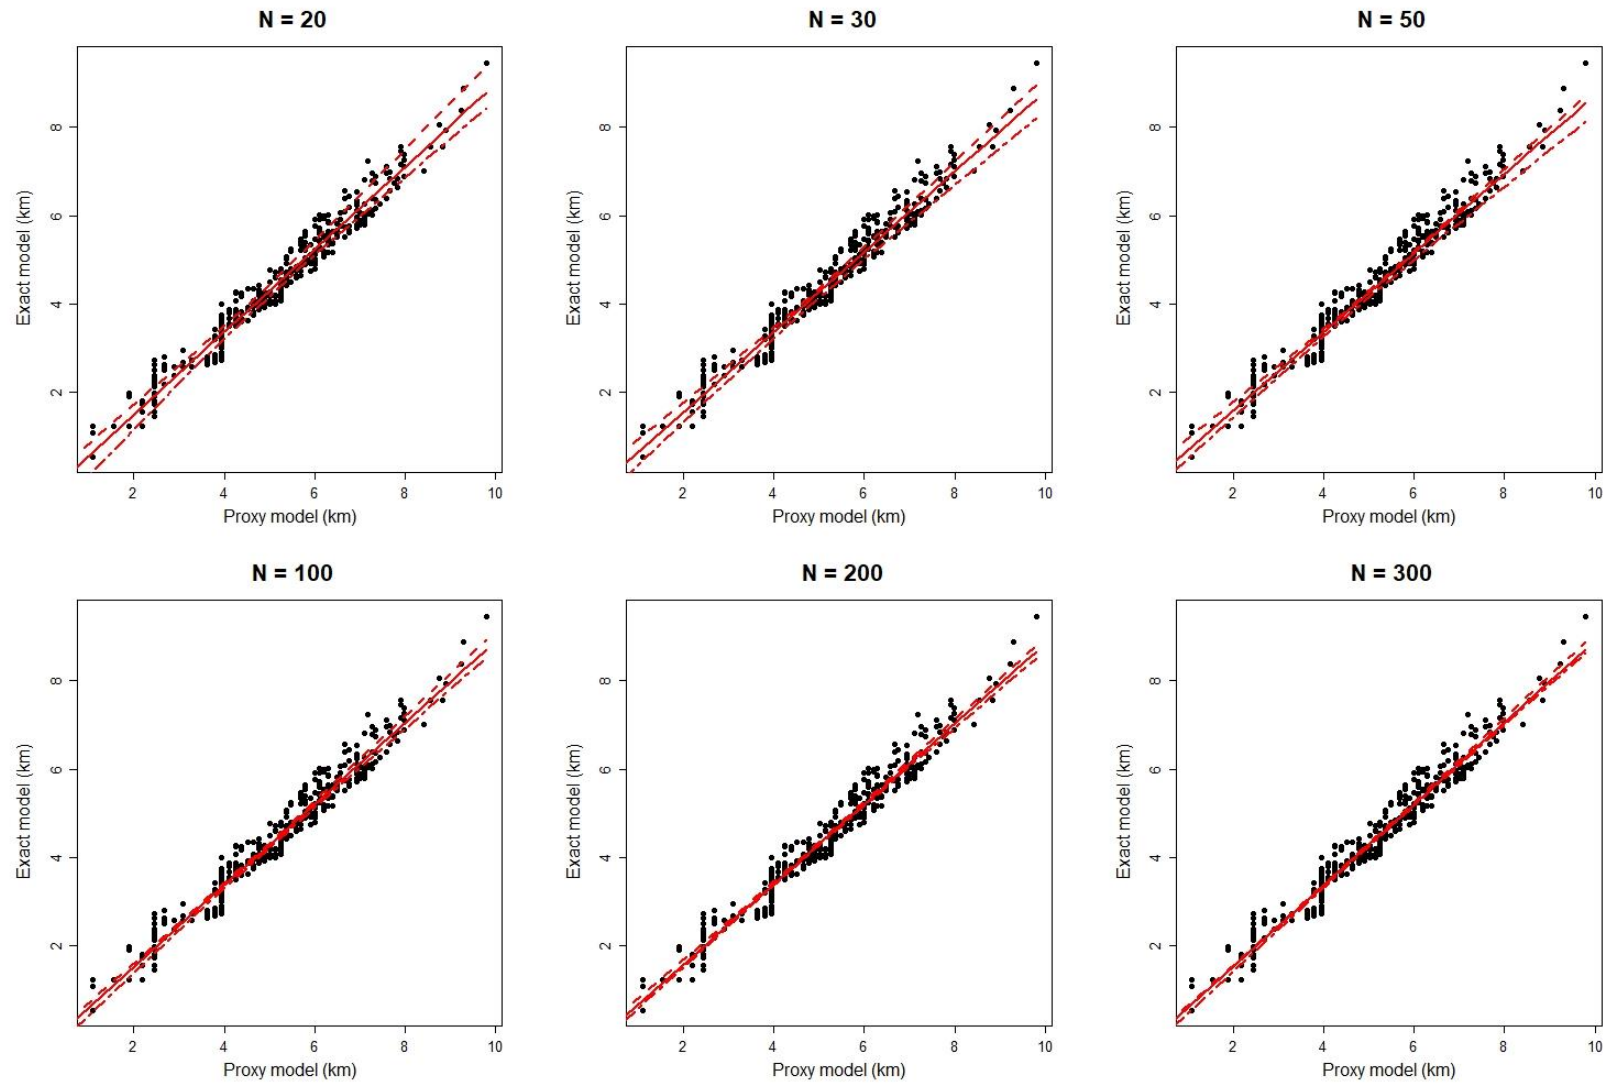 N = 20
N = 30
N = 50
Exact model (km)
8
6
4
2
2 4 6 8 10
Proxy model (km)
Exact model (km)
8
6
4
2
2 4 6 8 10
Proxy model (km)
Exact model (km)
8
6
4
2
2 4 6 8 10
Proxy model (km)
N = 100
N = 200
N = 300
Exact model (km)
8
6
4
2
2 4 6 8 10
Proxy model (km)
Exact model (km)
8
6
4
2
2 4 6 8 10
Proxy model (km)
Exact model (km)
8
6
4
2
2 4 6 8 10
Proxy model (km)